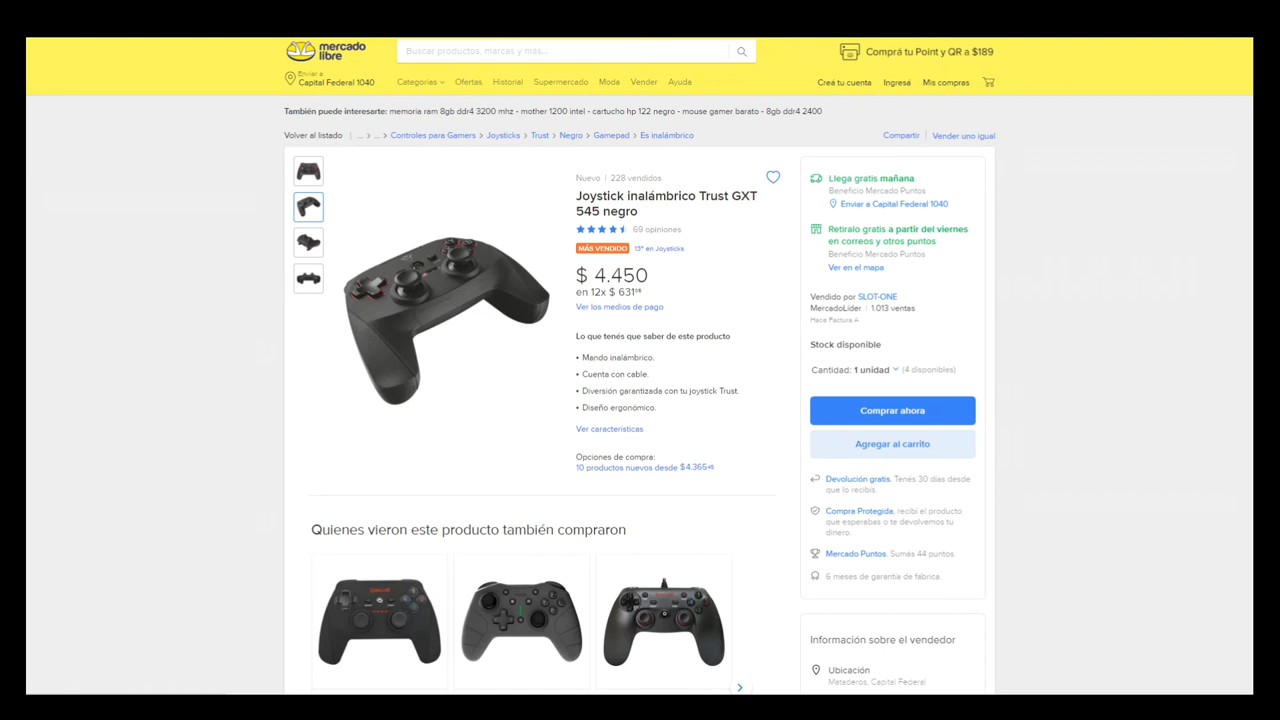 mercado
libre
Buscar productos, marcas y más...
Comprá tu Point y QR a $189
Enviar a
Capital Federal 1040
Categorías
Ofertas
Historial
Supermercado
Moda
Vender
Ayuda
Creá tu cuenta
Ingresá
Mis compras
También puede interesarte: memoria ram 8gb ddr4 3200 mhz - mother 1200 intel - cartucho hp 122 negro - mouse gamer barato - 8gb ddr4 2400
Volver al listado | ... > ... > Controles para Gamers > Joysticks > Trust > Negro > Gamepad > Es inalámbrico
Compartir | Vender uno igual
Nuevo | 228 vendidos
Joystick inalámbrico Trust GXT
545 negro
69 opiniones
MÁS VENDIDO 13º en Joysticks
$ 4.450
en 12x $ 631
Ver los medios de pago
Lo que tenés que saber de este producto
• Mando inalámbrico.
• Cuenta con cable.
• Diversión garantizada con tu joystick Trust.
• Diseño ergonómico.
Ver características
Opciones de compra:
10 productos nuevos desde $4.365
Quienes vieron este producto también compraron
Llega gratis mañana
Beneficio Mercado Puntos
Enviar a Capital Federal 1040
Retiralo gratis a partir del viernes
en correos y otros puntos
Beneficio Mercado Puntos
Ver en el mapa
Vendido por SLOT-ONE
MercadoLíder | 1.013 ventas
Hace Factura A
Stock disponible
Cantidad: 1 unidad (4 disponibles)
Comprar ahora
Agregar al carrito
Devolución gratis. Tenés 30 días desde
que lo recibís.
Compra Protegida, recibí el producto
que esperabas o te devolvemos tu
dinero.
Mercado Puntos. Sumás 44 puntos.
6 meses de garantía de fábrica.
Información sobre el vendedor
Ubicación
Mataderos, Capital Federal